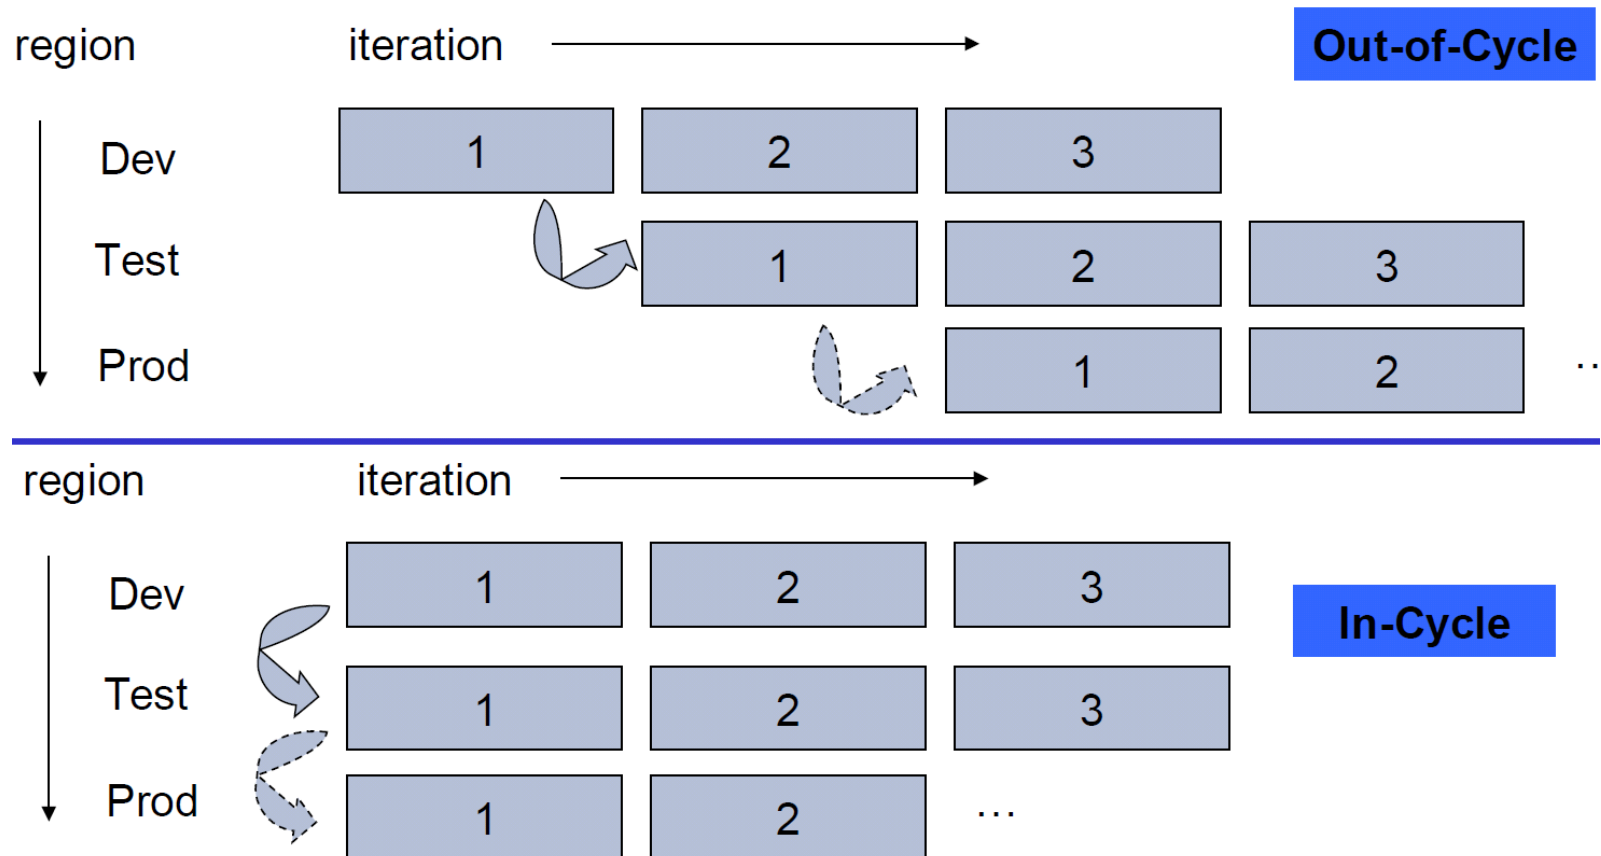 region iteration Out-of-Cycle
Dev 1 2 3
Test 1 2 3
Prod 1 2 ..
region iteration
Dev 1 2 3
In-Cycle
Test 1 2 3
Prod 1 2 ...